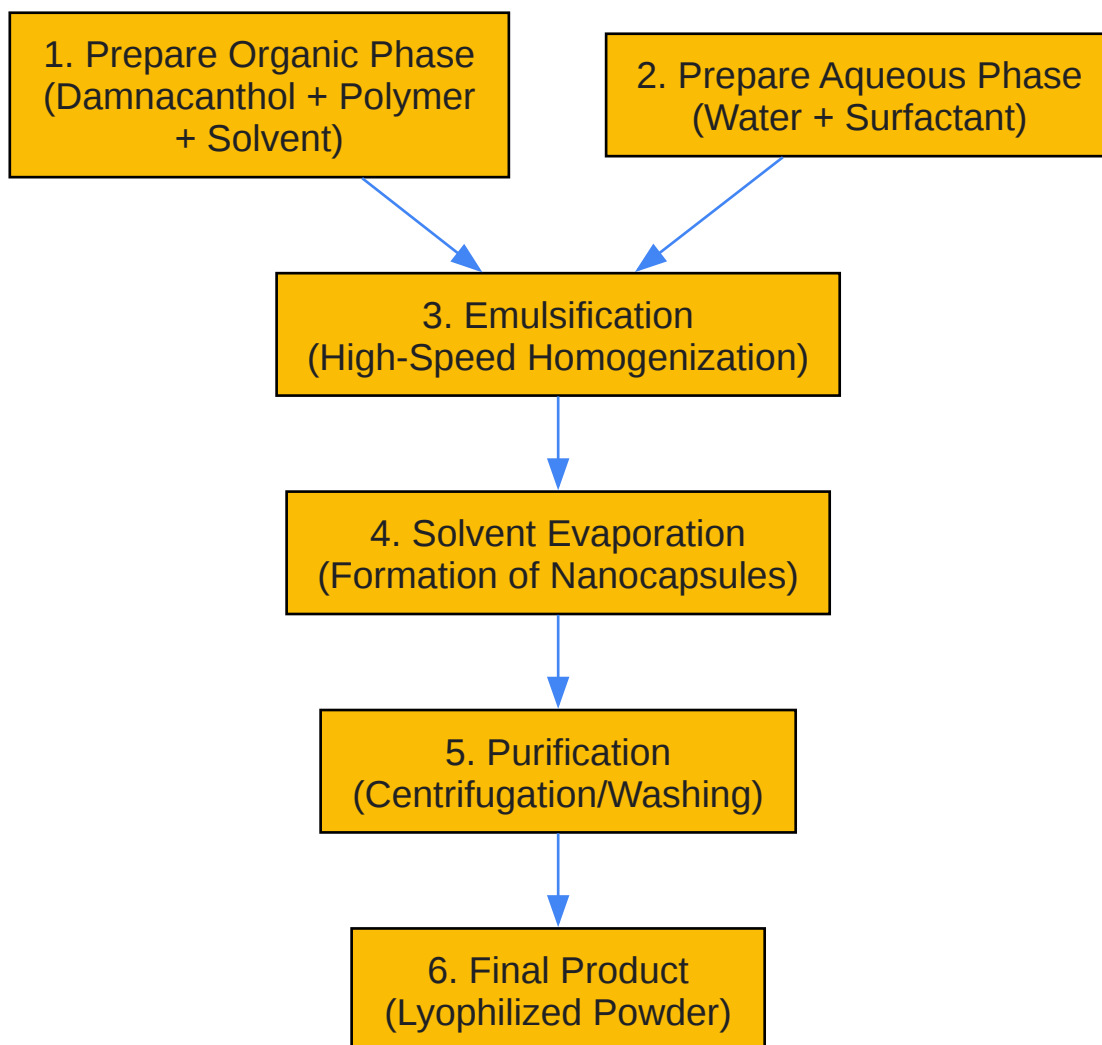 1. Prepare Organic Phase
(Damnacanthol + Polymer
+ Solvent)
2. Prepare Aqueous Phase
(Water + Surfactant)
3. Emulsification
(High-Speed Homogenization)
4. Solvent Evaporation
(Formation of Nanocapsules)
5. Purification
(Centrifugation/Washing)
6. Final Product
(Lyophilized Powder)